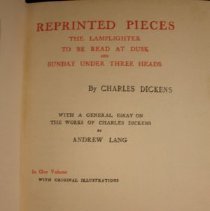 REPRINTED PIECES
THE LAMPLIGHTER
TO BE READ AT DUSK
AND
SUNDAY UNDER THREE HEADS
By CHARLES DICKENS
WITH A GENERAL ESSAY ON
THE WORKS OF CHARLES DICKENS
BY
ANDREW LANG
In One Volume
WITH ORIGINAL ILLUSTRATIONS